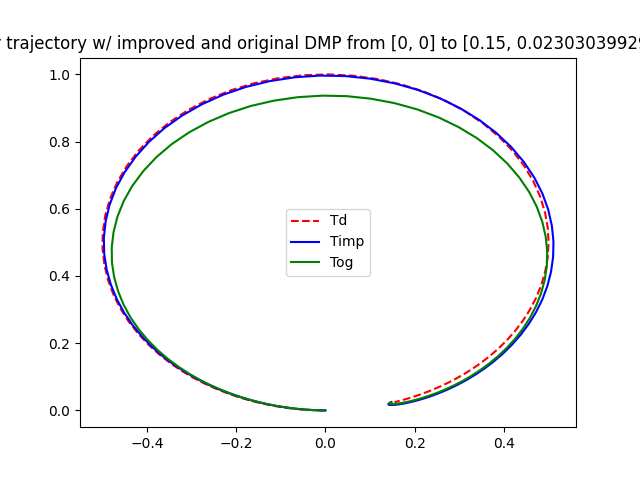 trajectory w/ improved and original DMP from [0, 0] to [0.15, 0.02303039929
1.0
0.8
0.6
0.4
0.2
0.0
Td
Timp
Tog
−0.4 −0.2 0.0 0.2 0.4